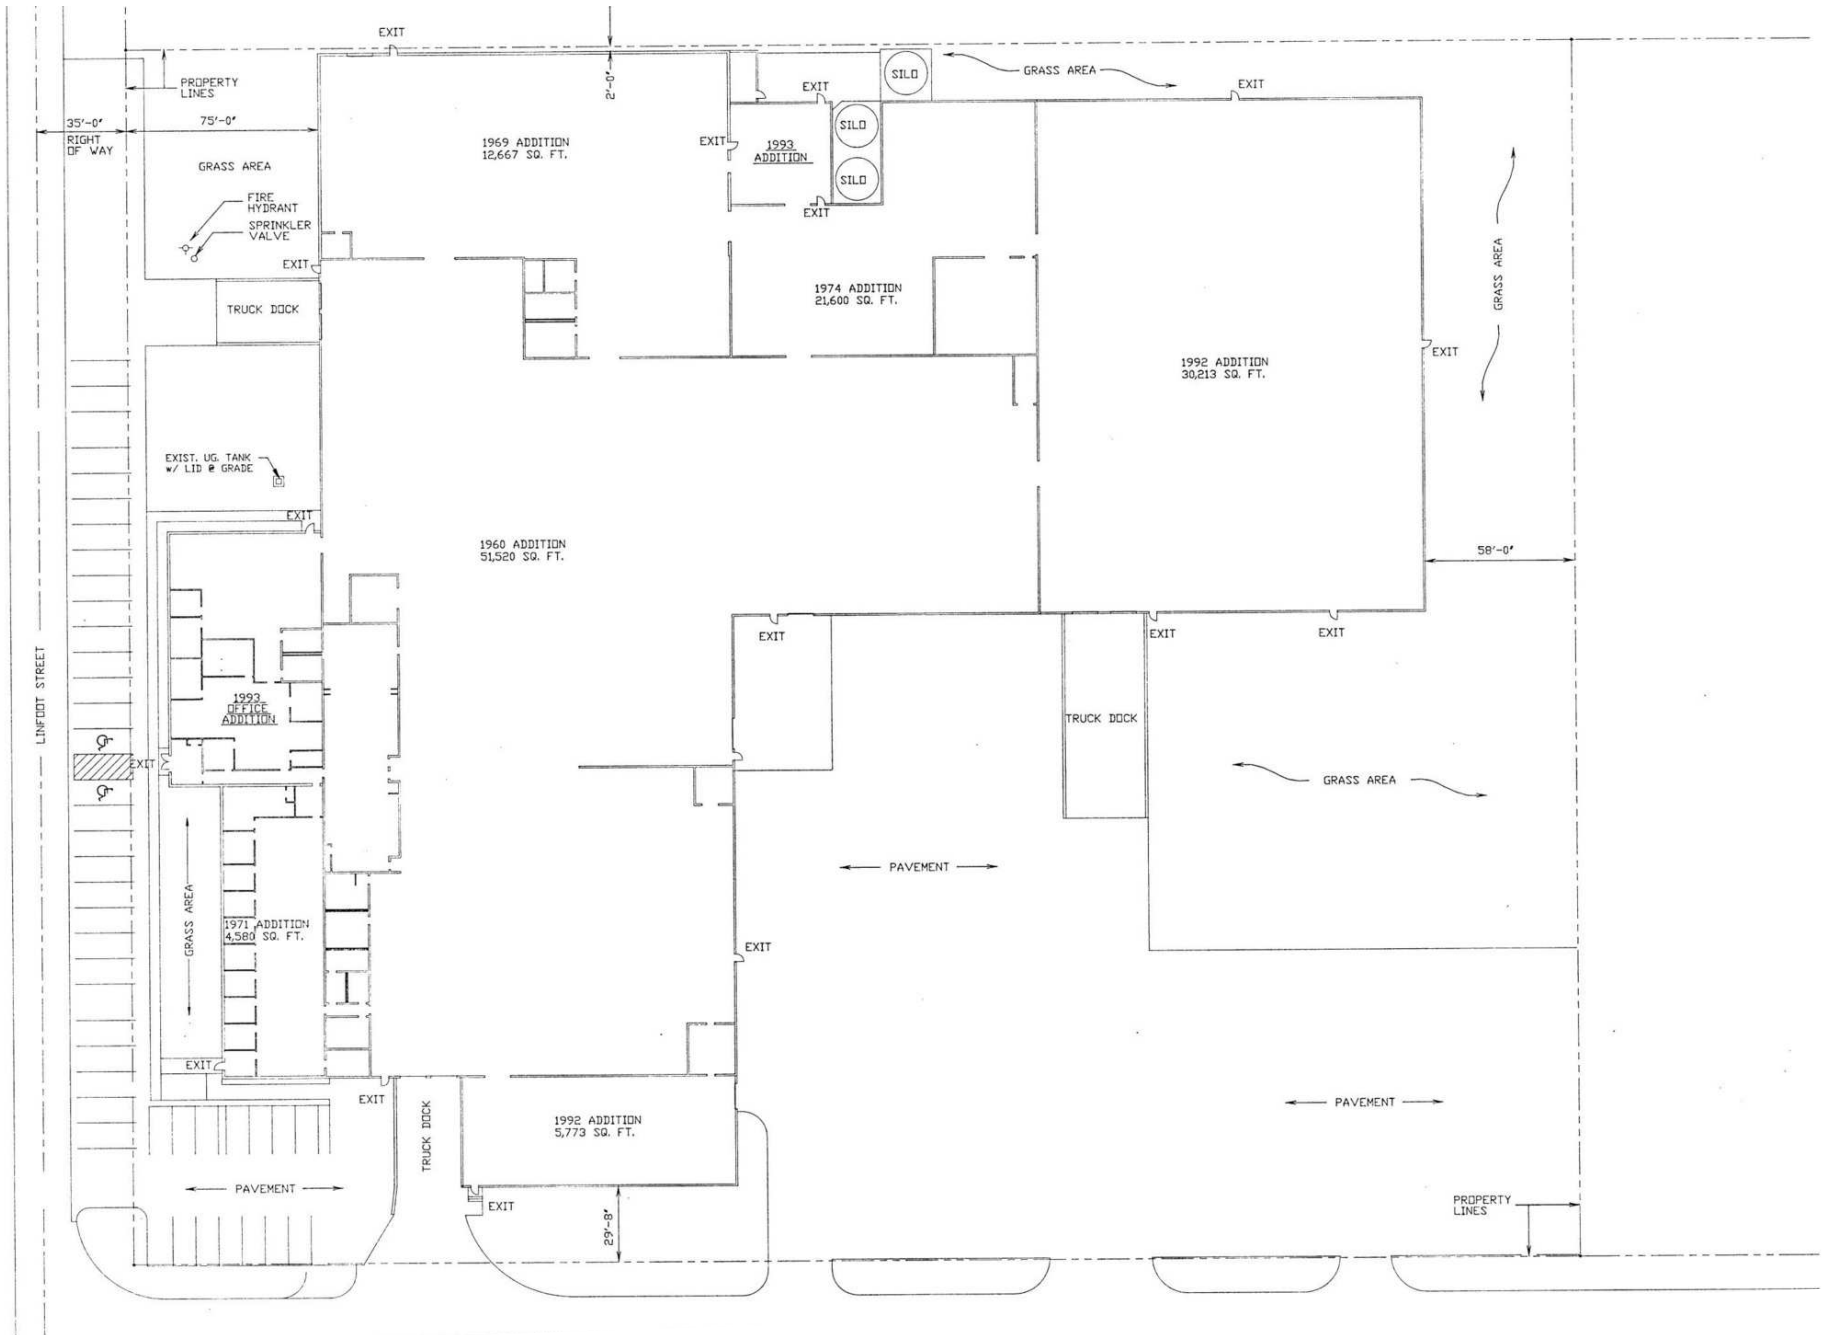 EXIT
PROPERTY
LINES
35'-0"
RIGHT
OF WAY
75'-0"
GRASS AREA
FIRE
HYDRANT
SPRINKLER
VALVE
EXIT
TRUCK DOCK
2'-0"
1969 ADDITION
12,667 SQ. FT.
EXIT
EXIT
1993
ADDITION
EXIT
SILO
SILO
SILO
GRASS AREA
EXIT
1974 ADDITION
21,600 SQ. FT.
1992 ADDITION
30,213 SQ. FT.
EXIT
GRASS AREA
58'-0"
EXIST. UG. TANK
w/ LID @ GRADE
EXIT
1960 ADDITION
51,520 SQ. FT.
LINFOOT STREET
1993
OFFICE
ADDITION
EXIT
EXIT
EXIT
EXIT
TRUCK DOCK
GRASS AREA
PAVEMENT
GRASS AREA
1971 ADDITION
4,580 SQ. FT.
EXIT
EXIT
EXIT
TRUCK DOCK
1992 ADDITION
5,773 SQ. FT.
PAVEMENT
PAVEMENT
EXIT
29'-8"
PROPERTY
LINES